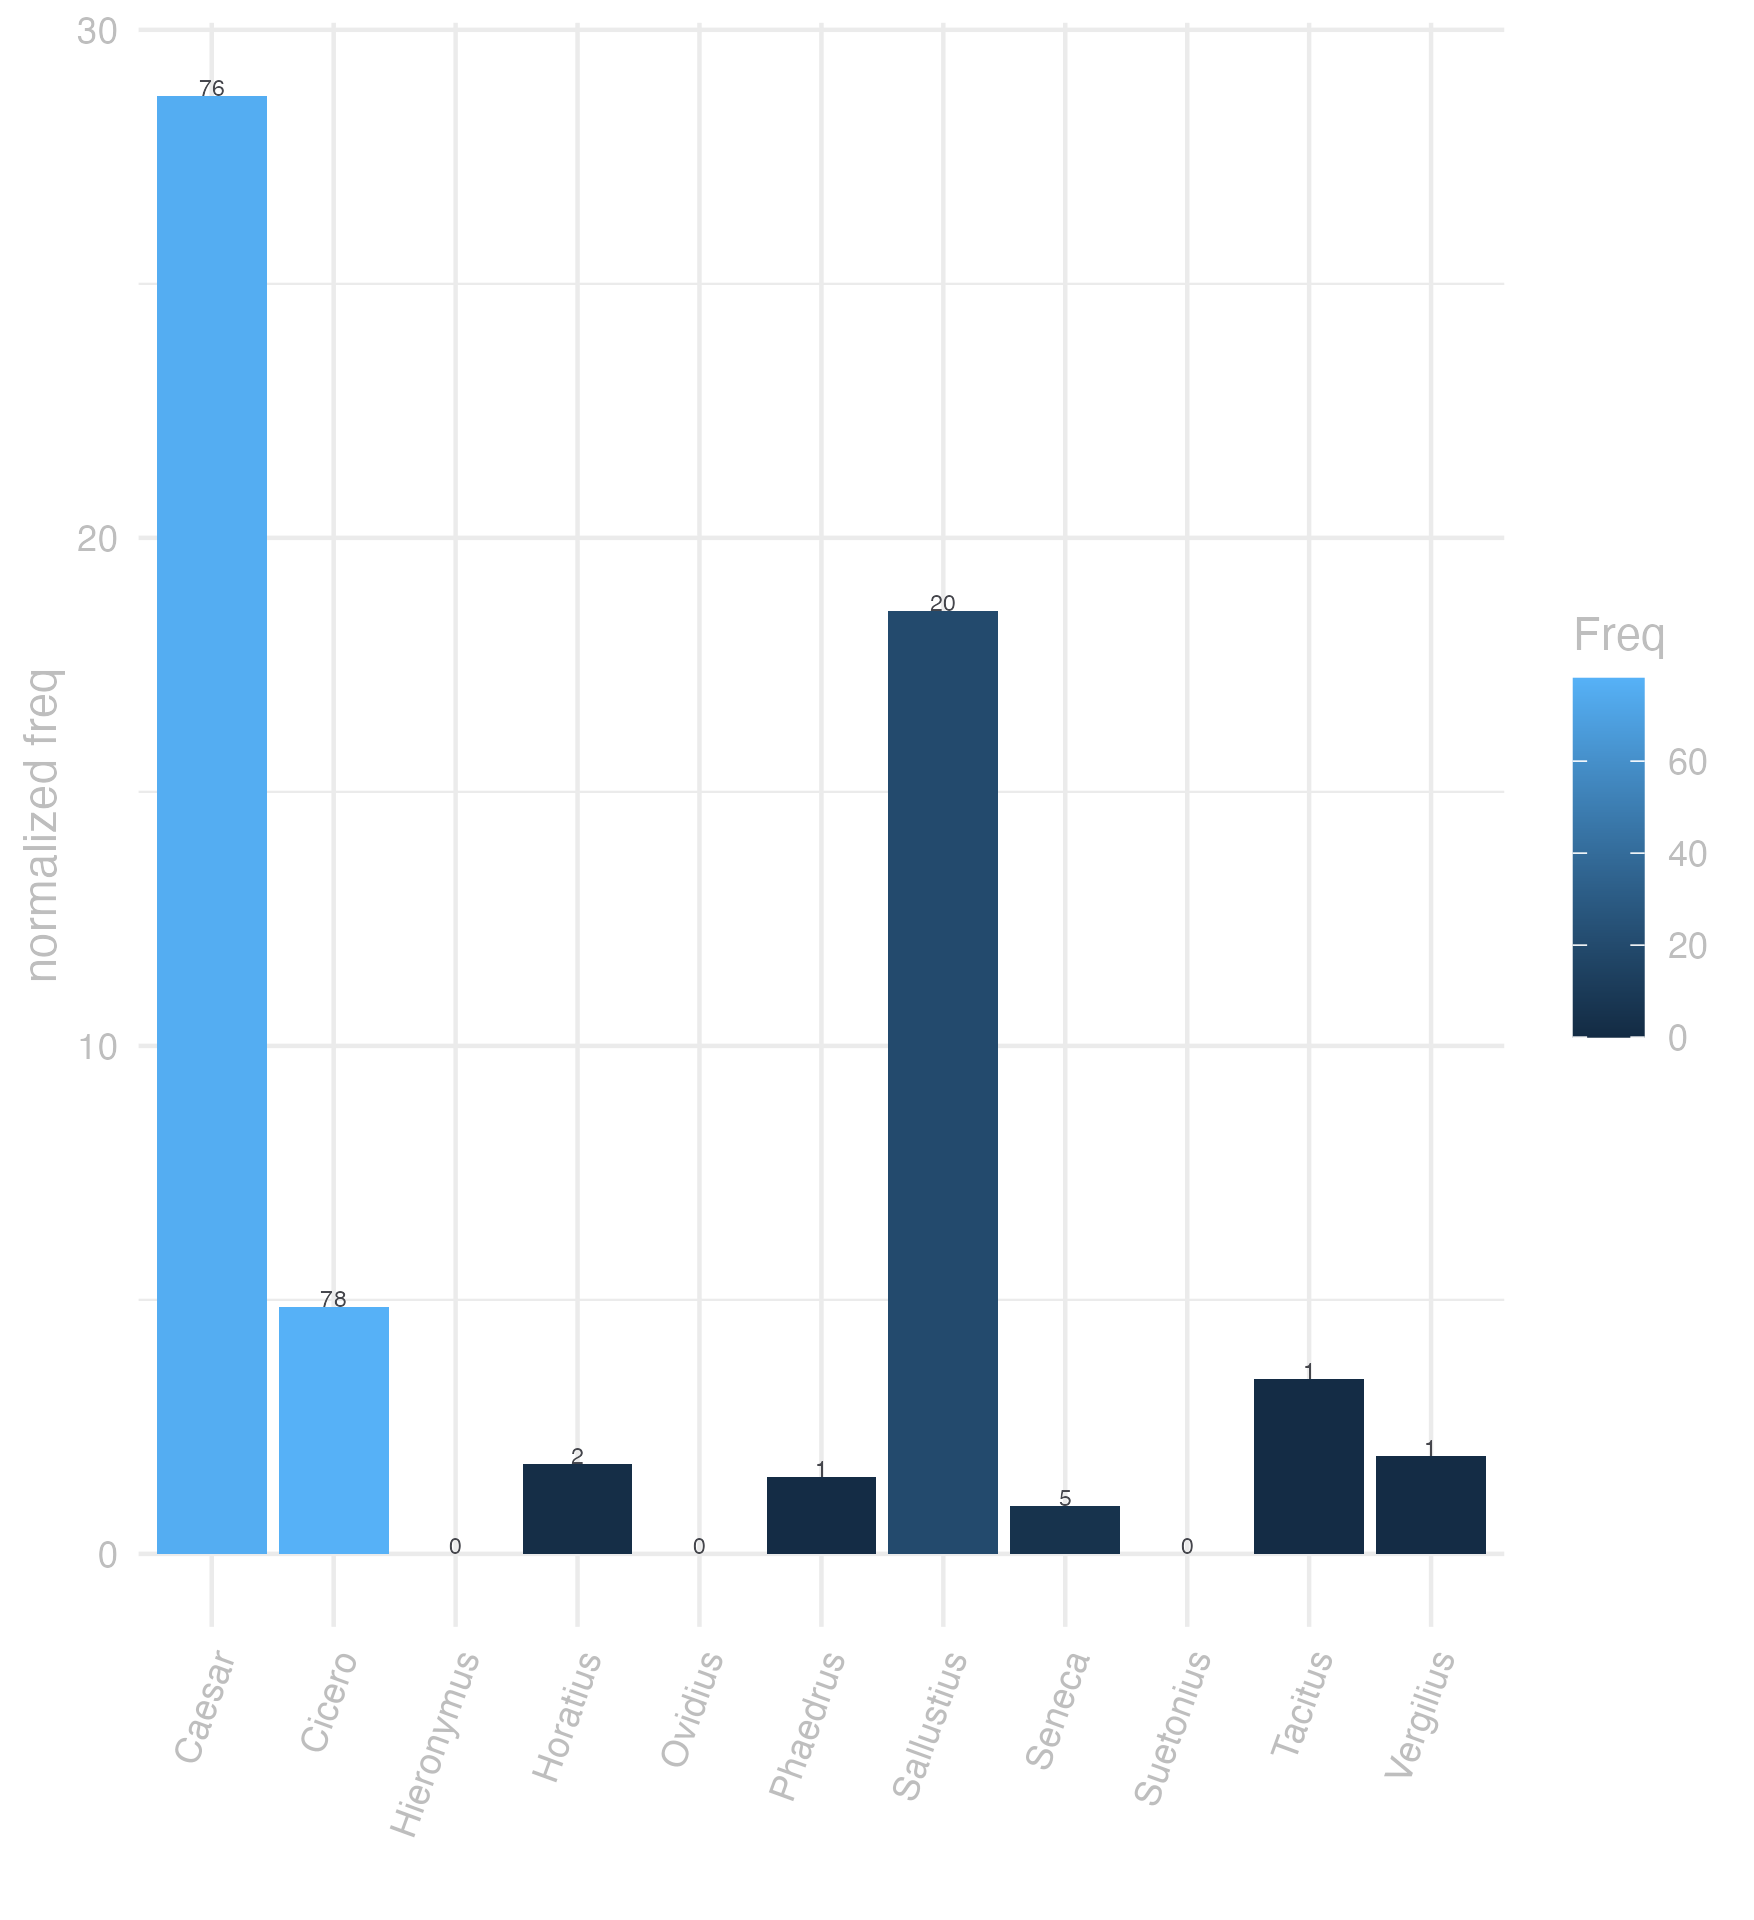 30
20
10
0
normalized freq
76
78
0
2
0
1
20
5
0
1
1
Caesar
Cicero
Hieronymus
Horatius
Ovidius
Phaedrus
Sallustius
Seneca
Suetonius
Tacitus
Vergilius
Freq
60
40
20
0